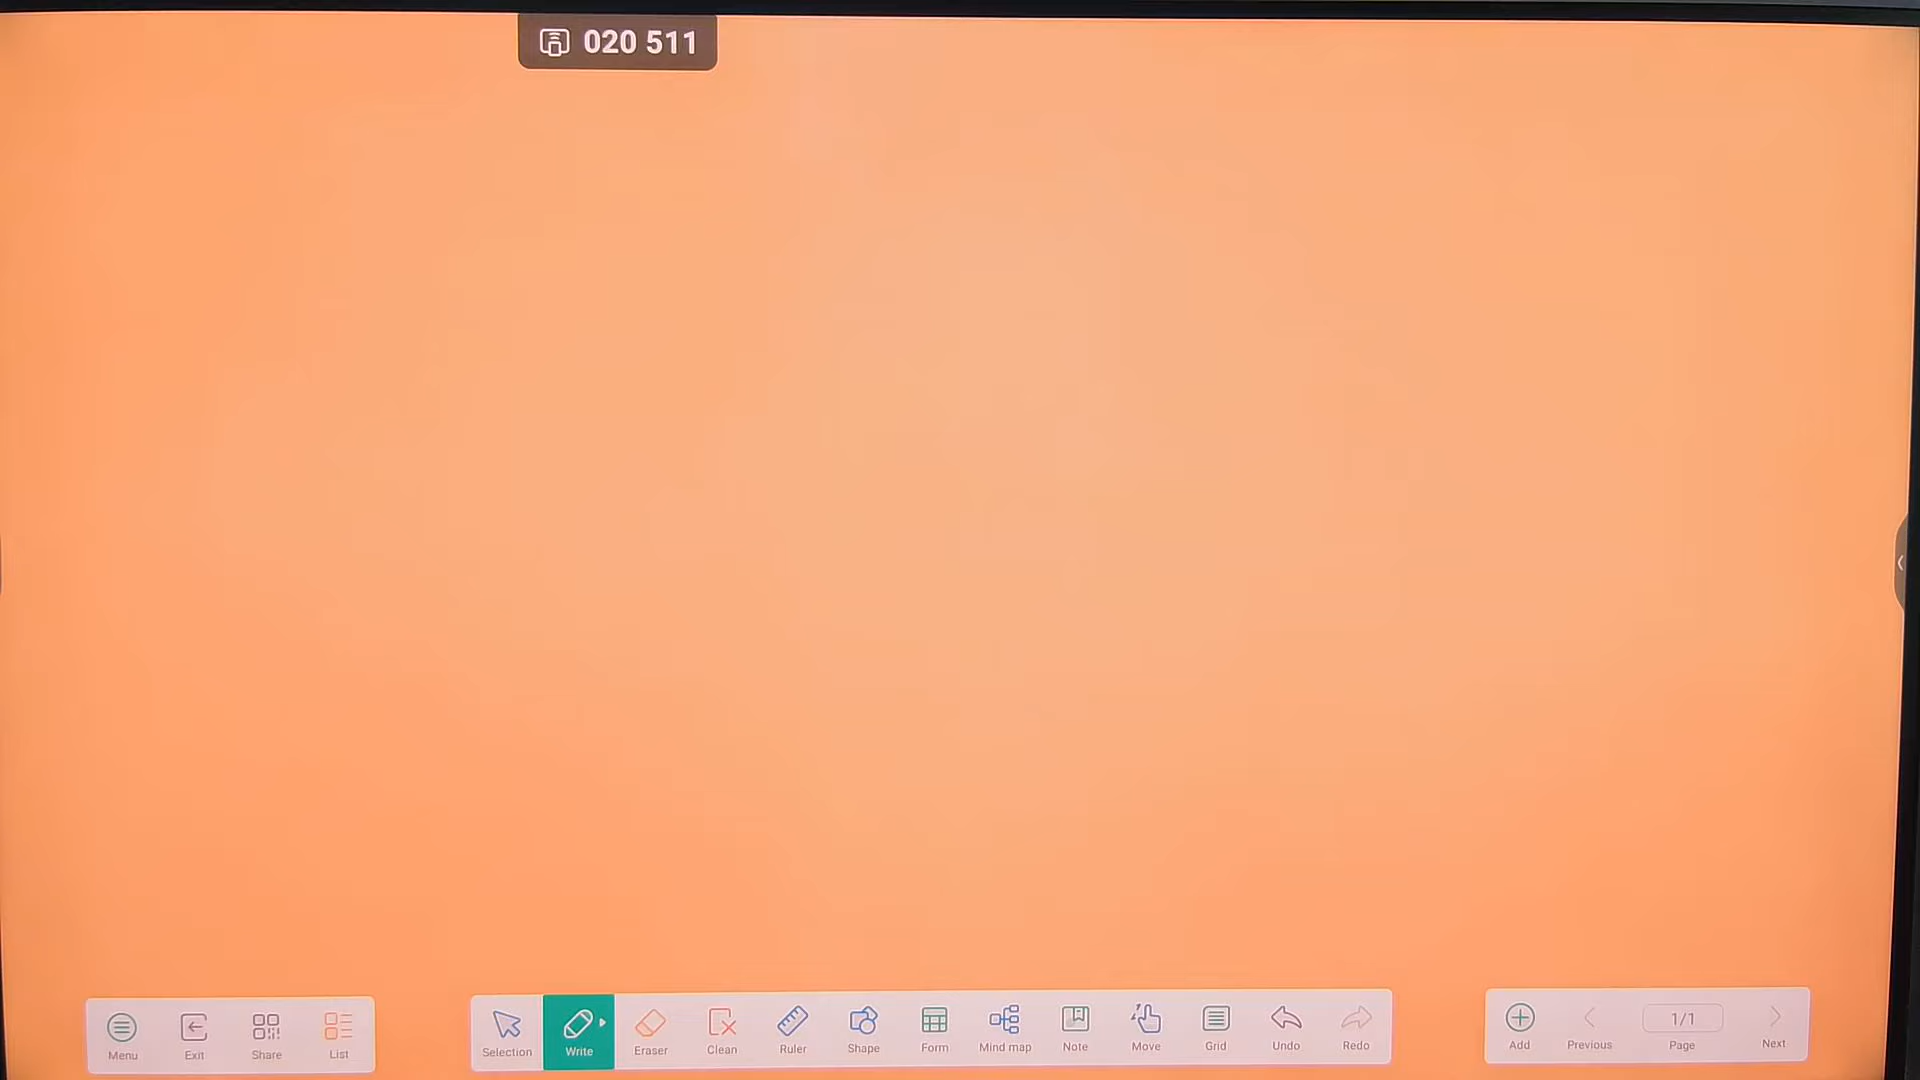 020 511
Menu Exit Share List
Selection Write Eraser Clean Ruler Shape Form Mind map Note Move Grid Undo Redo
1/1
Add Previous Page Next